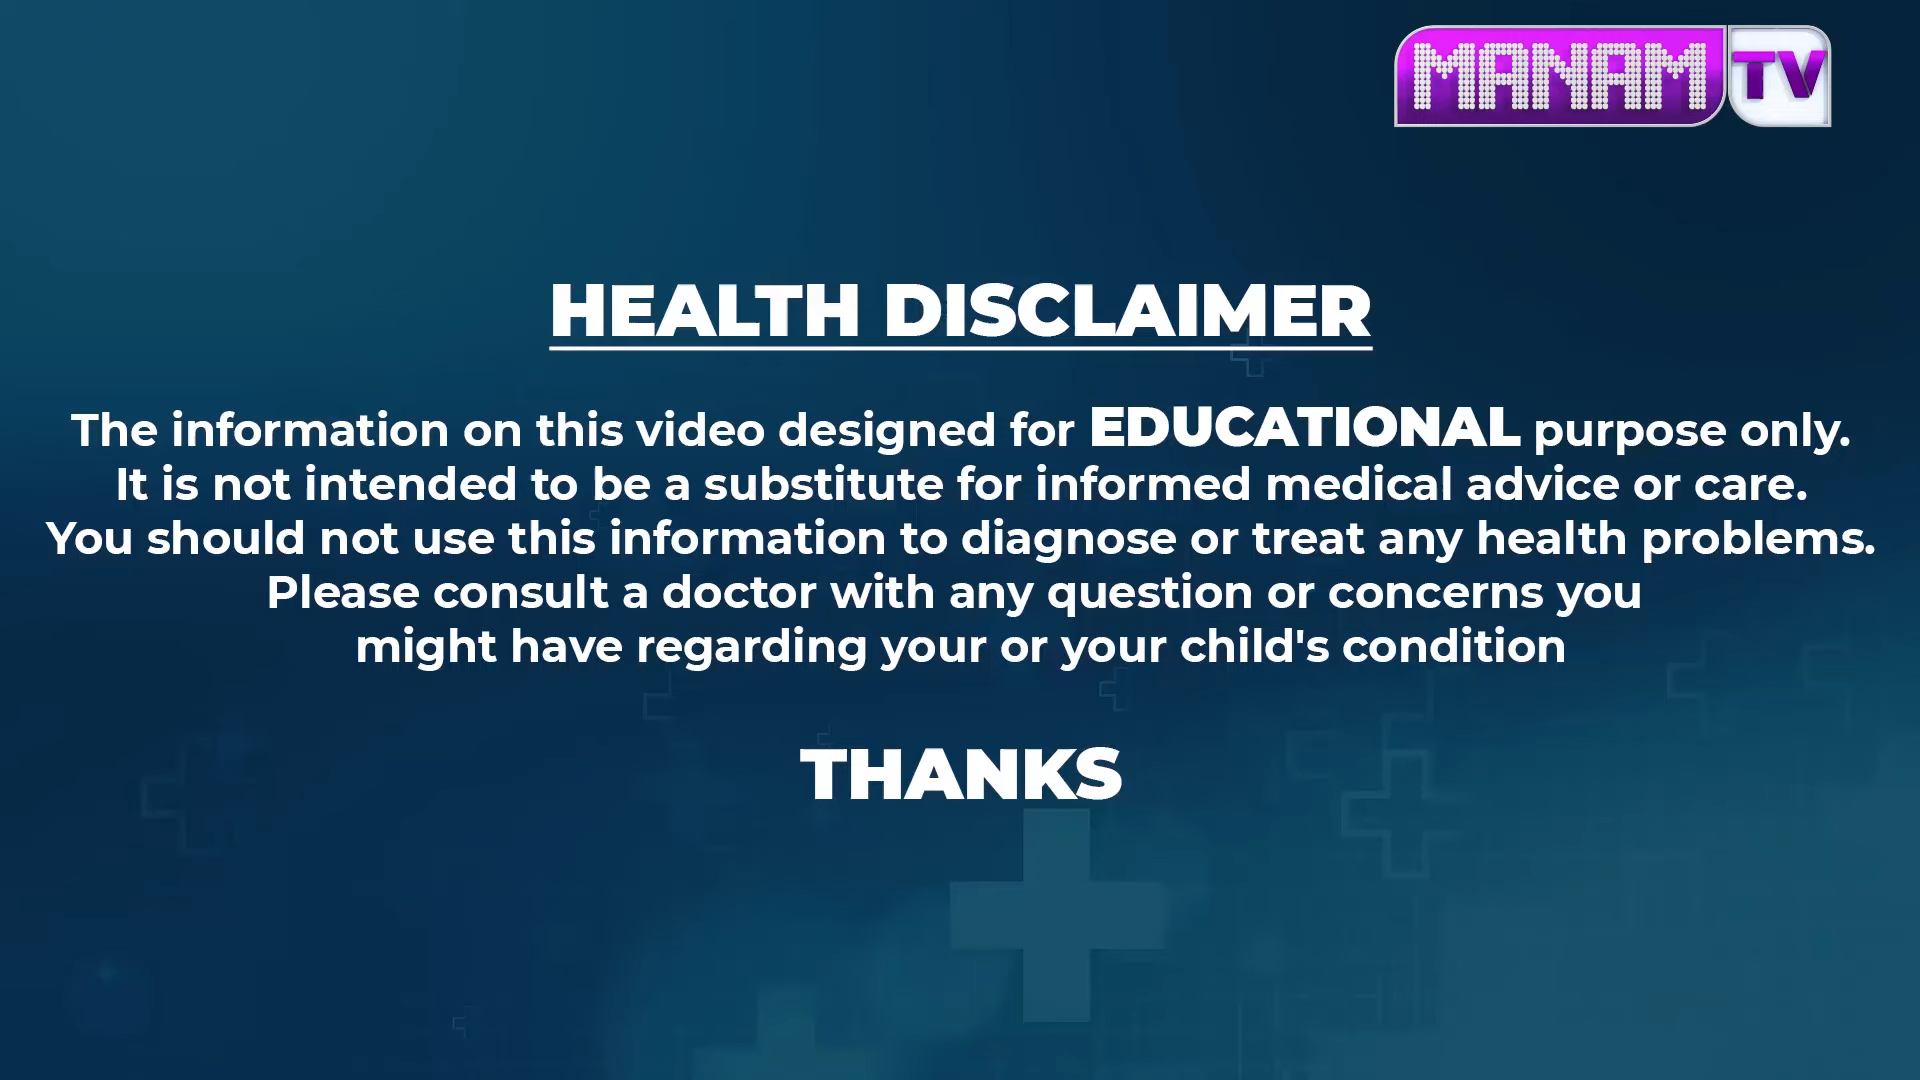 MANAM TV
HEALTH DISCLAIMER
The information on this video designed for EDUCATIONAL purpose only.
It is not intended to be a substitute for informed medical advice or care.
You should not use this information to diagnose or treat any health problems.
Please consult a doctor with any question or concerns you
might have regarding your or your child's condition
THANKS